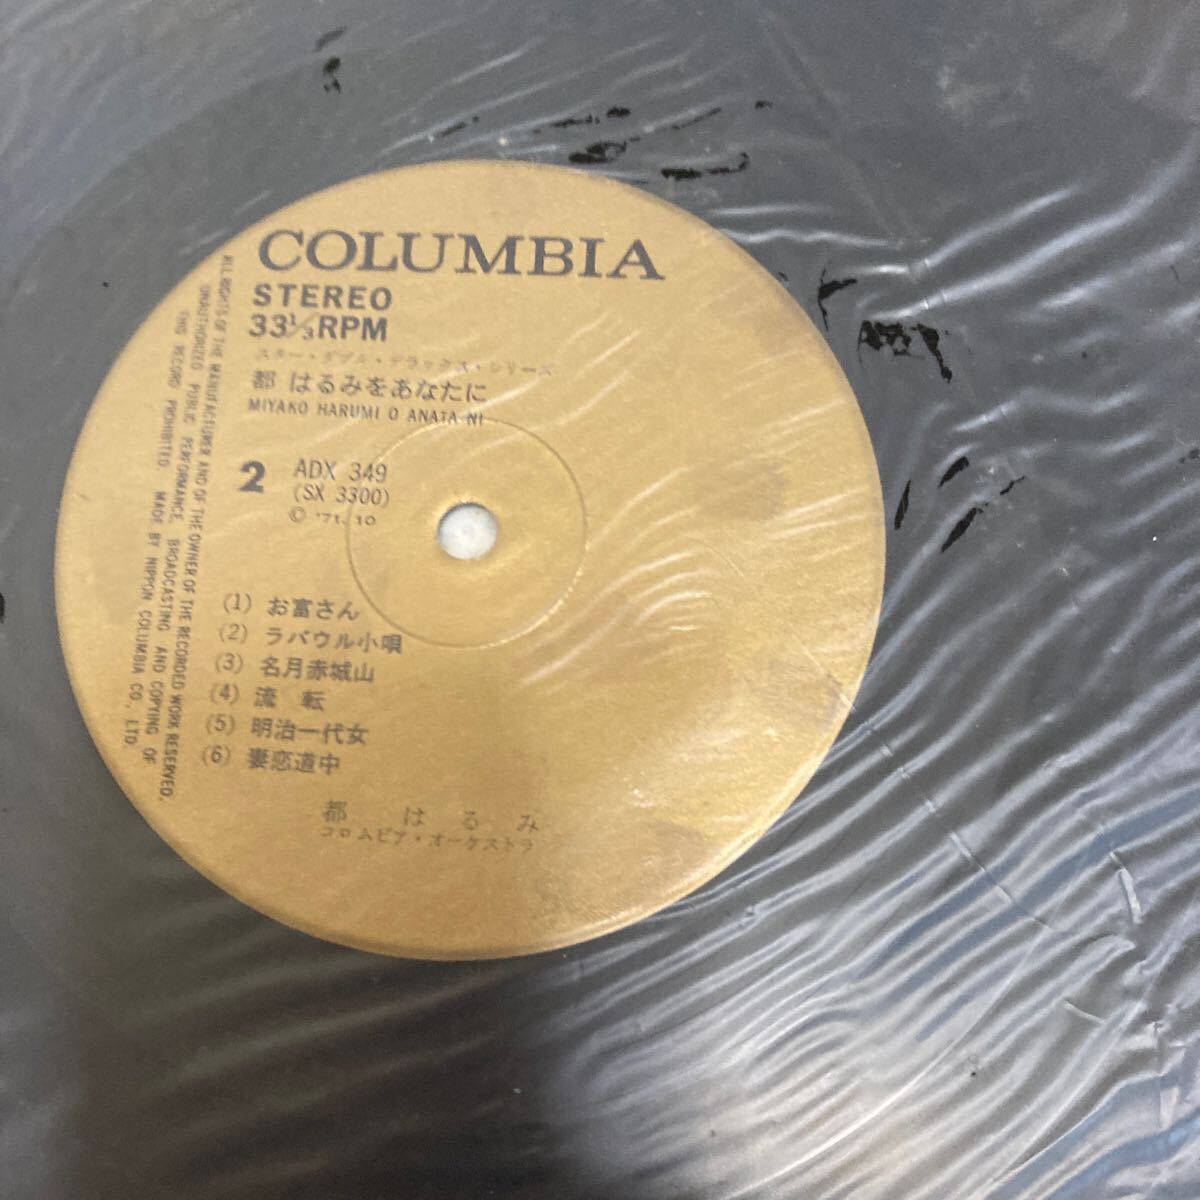 COLUMBIA
STEREO
33⅓RPM
スター・ダブル・デラックス・シリーズ
都 はるみをあなたに
MIYAKO HARUMI O ANATA NI
2
ADX 349
(SX 3300)
© '71. 10
(1) お富さん
(2) ラバウル小唄
(3) 名月赤城山
(4) 流 転
(5) 明治一代女
(6) 妻恋道中
都 はるみ
コロムビア・オーケストラ
ALL RIGHTS OF THE MANUFACTURER AND OF THE OWNER OF THE RECORDED WORK RESERVED.
UNAUTHORIZED PUBLIC PERFORMANCE, BROADCASTING AND COPYING OF
THIS RECORD PROHIBITED. MADE BY NIPPON COLUMBIA CO., LTD.